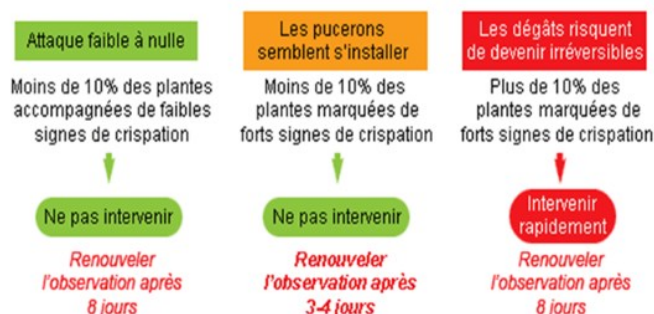 Attaque faible à nulle
Moins de 10% des plantes
accompagnées de faibles
signes de crispation
Ne pas intervenir
Renouveler
l'observation après
8 jours
Les pucerons
semblent s'installer
Moins de 10% des
plantes marquées de
forts signes de crispation
Ne pas intervenir
Renouveler
l'observation après
3-4 jours
Les dégâts risquent
de devenir irréversibles
Plus de 10% des
plantes marquées de
forts signes de crispation
Intervenir
rapidement
Renouveler
l'observation après
8 jours